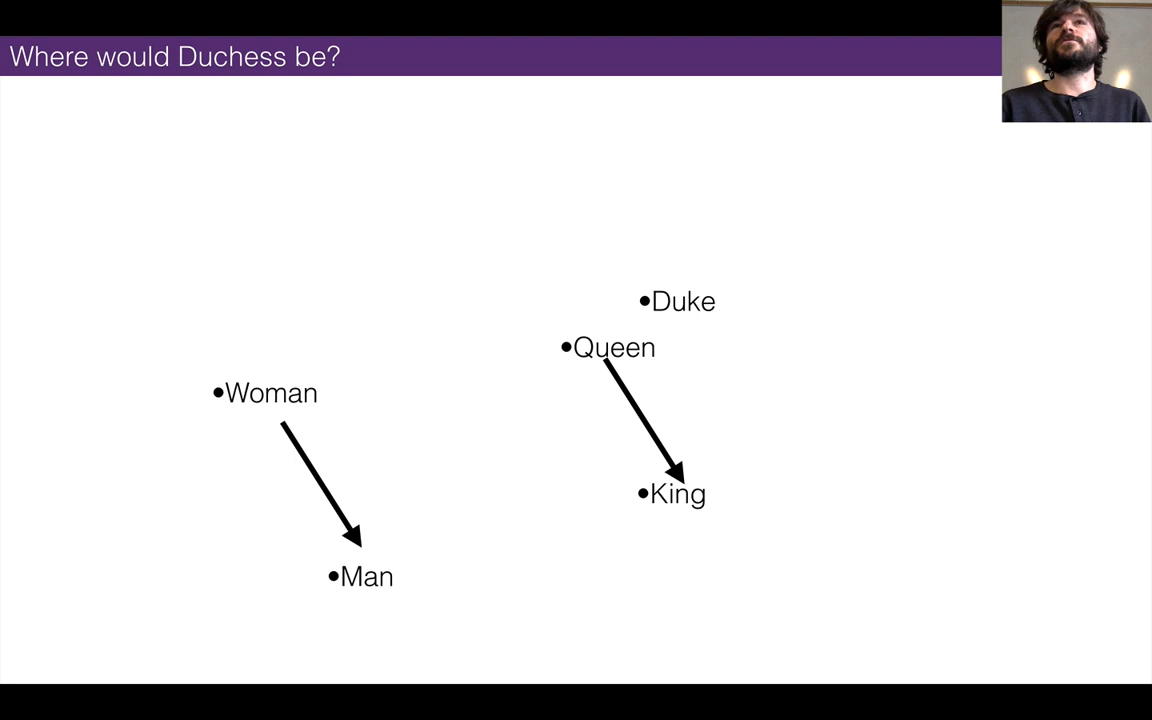 Where would Duchess be?
•Duke
•Queen
•Woman
•King
•Man